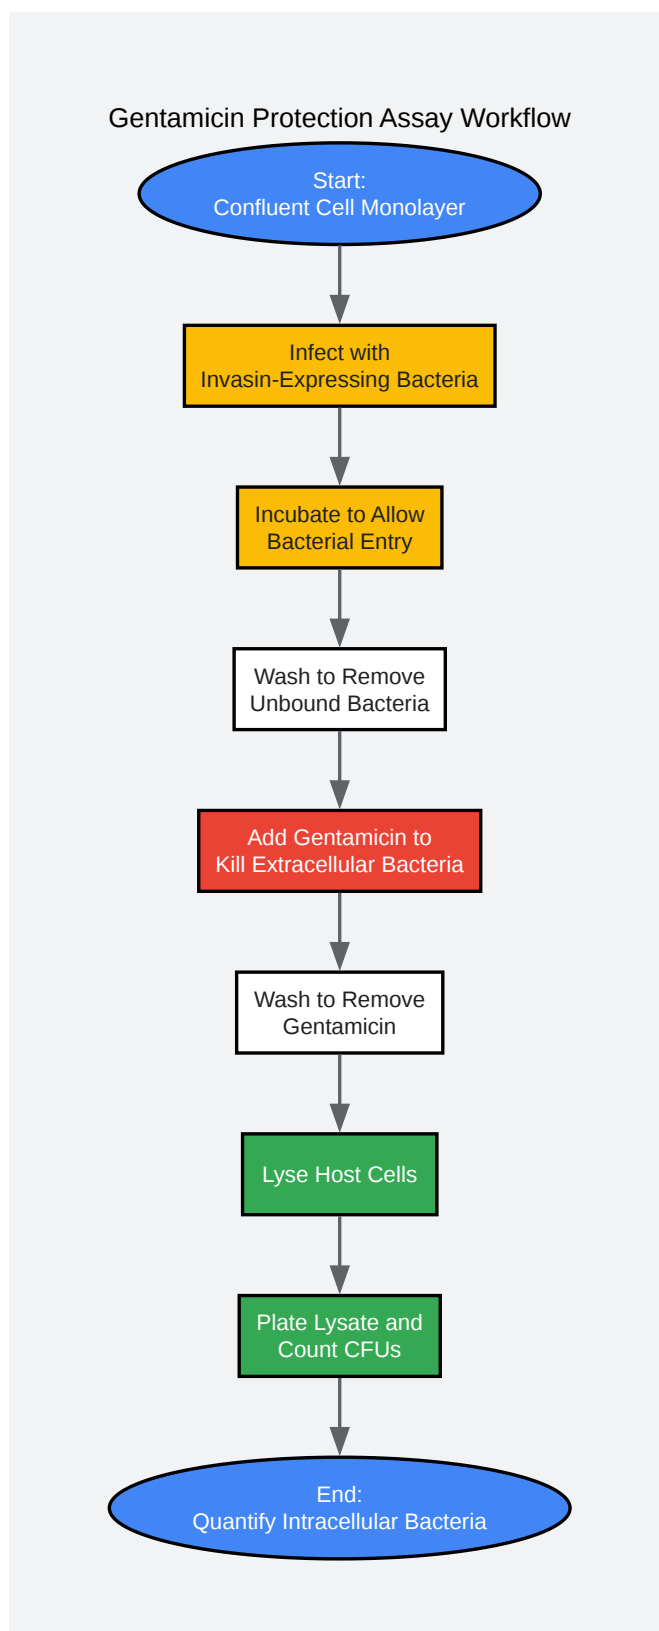 Gentamicin Protection Assay Workflow
Start:
Confluent Cell Monolayer
Infect with
Invasin-Expressing Bacteria
Incubate to Allow
Bacterial Entry
Wash to Remove
Unbound Bacteria
Add Gentamicin to
Kill Extracellular Bacteria
Wash to Remove
Gentamicin
Lyse Host Cells
Plate Lysate and
Count CFUs
End:
Quantify Intracellular Bacteria